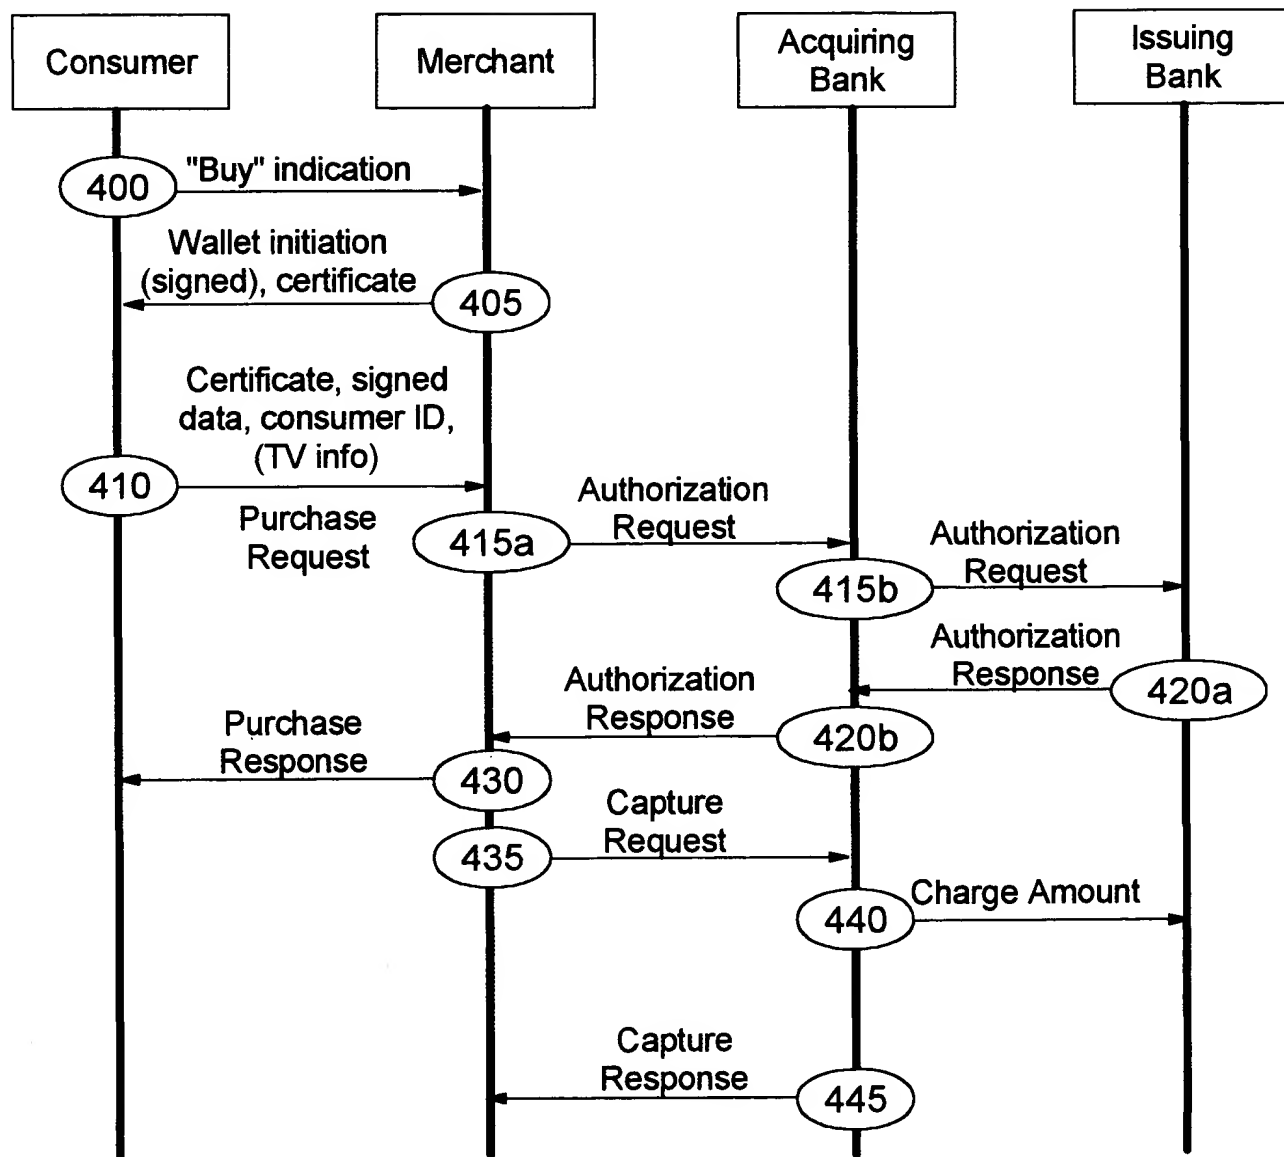 Consumer
Merchant
Acquiring
Bank
Issuing
Bank
400
"Buy" indication
Wallet initiation
(signed), certificate
405
Certificate, signed
data, consumer ID,
(TV info)
410
Purchase
Request
415a
Authorization
Request
415b
Authorization
Request
Authorization
Response
420a
Authorization
Response
420b
Purchase
Response
430
435
Capture
Request
440
Charge Amount
Capture
Response
445